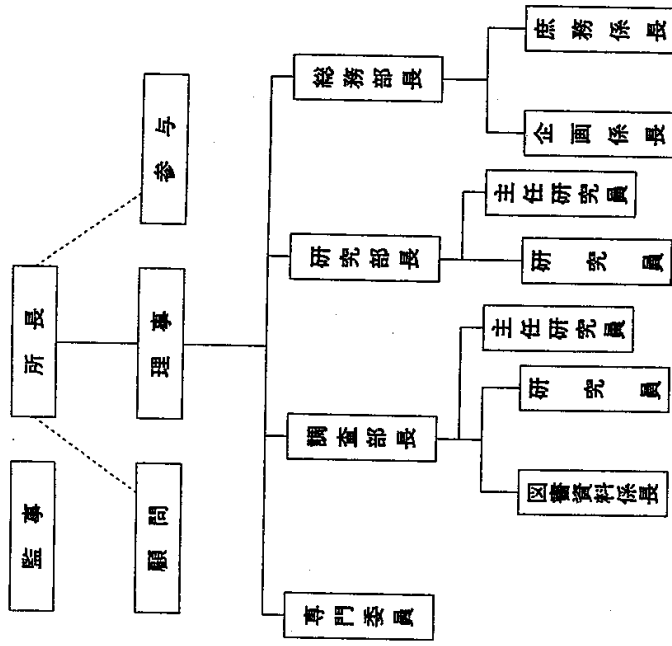 監事
所長
顧問
理事
参与
専門委員
調査部長
研究部長
総務部長
図書資料係長
研究員
主任研究員
研究員
主任研究員
企画係長
庶務係長